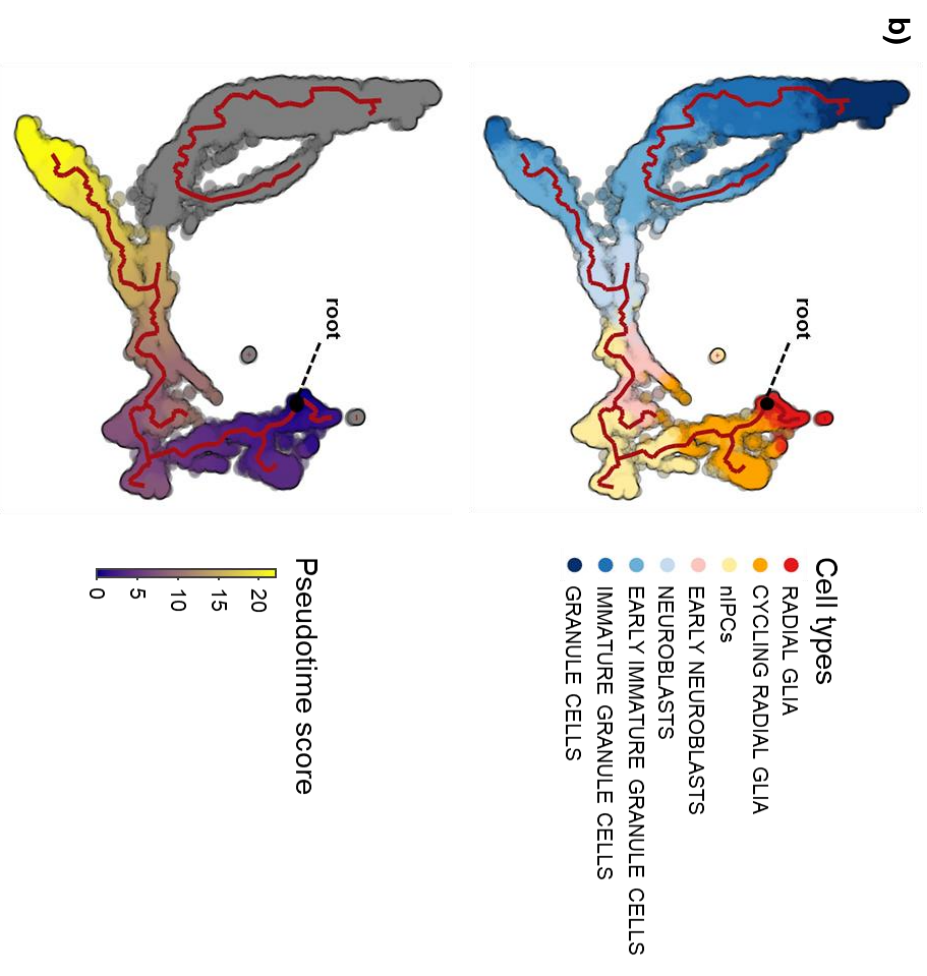 b)
root
Cell types
RADIAL GLIA
CYCLING RADIAL GLIA
nIPCs
EARLY NEUROBLASTS
NEUROBLASTS
EARLY IMMATURE GRANULE CELLS
IMMATURE GRANULE CELLS
GRANULE CELLS
root
Pseudotime score
0 5 10 15 20